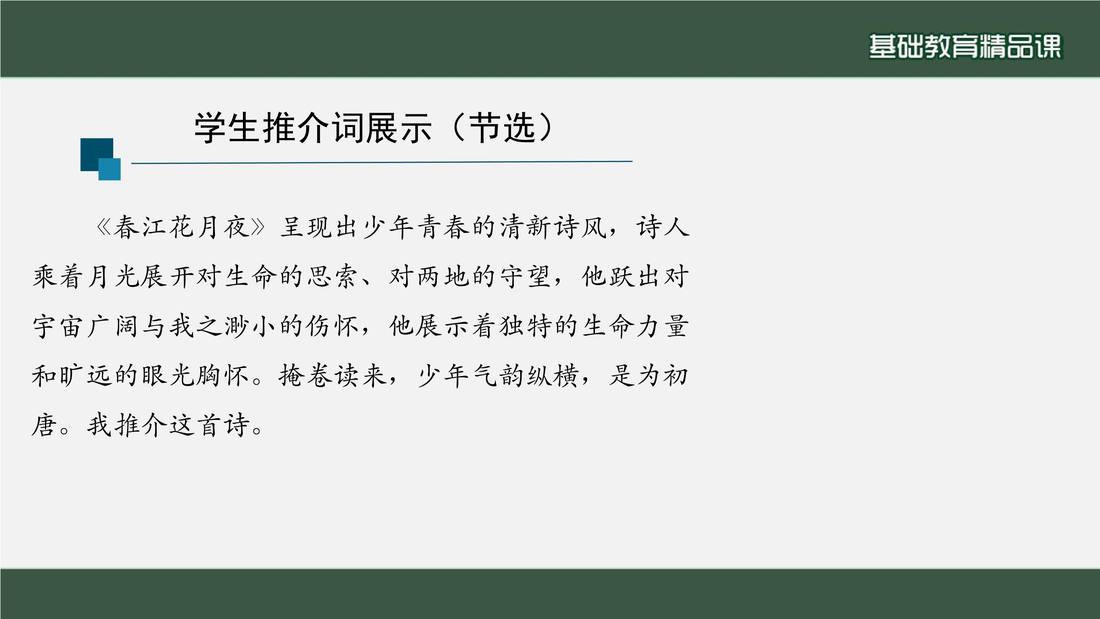 基础教育精品课
学生推介词展示（节选）
《春江花月夜》呈现出少年青春的清新诗风，诗人
乘着月光展开对生命的思索、对两地的守望，他跃出对
宇宙广阔与我之渺小的伤怀，他展示着独特的生命力量
和旷远的眼光胸怀。掩卷读来，少年气韵纵横，是为初
唐。我推介这首诗。